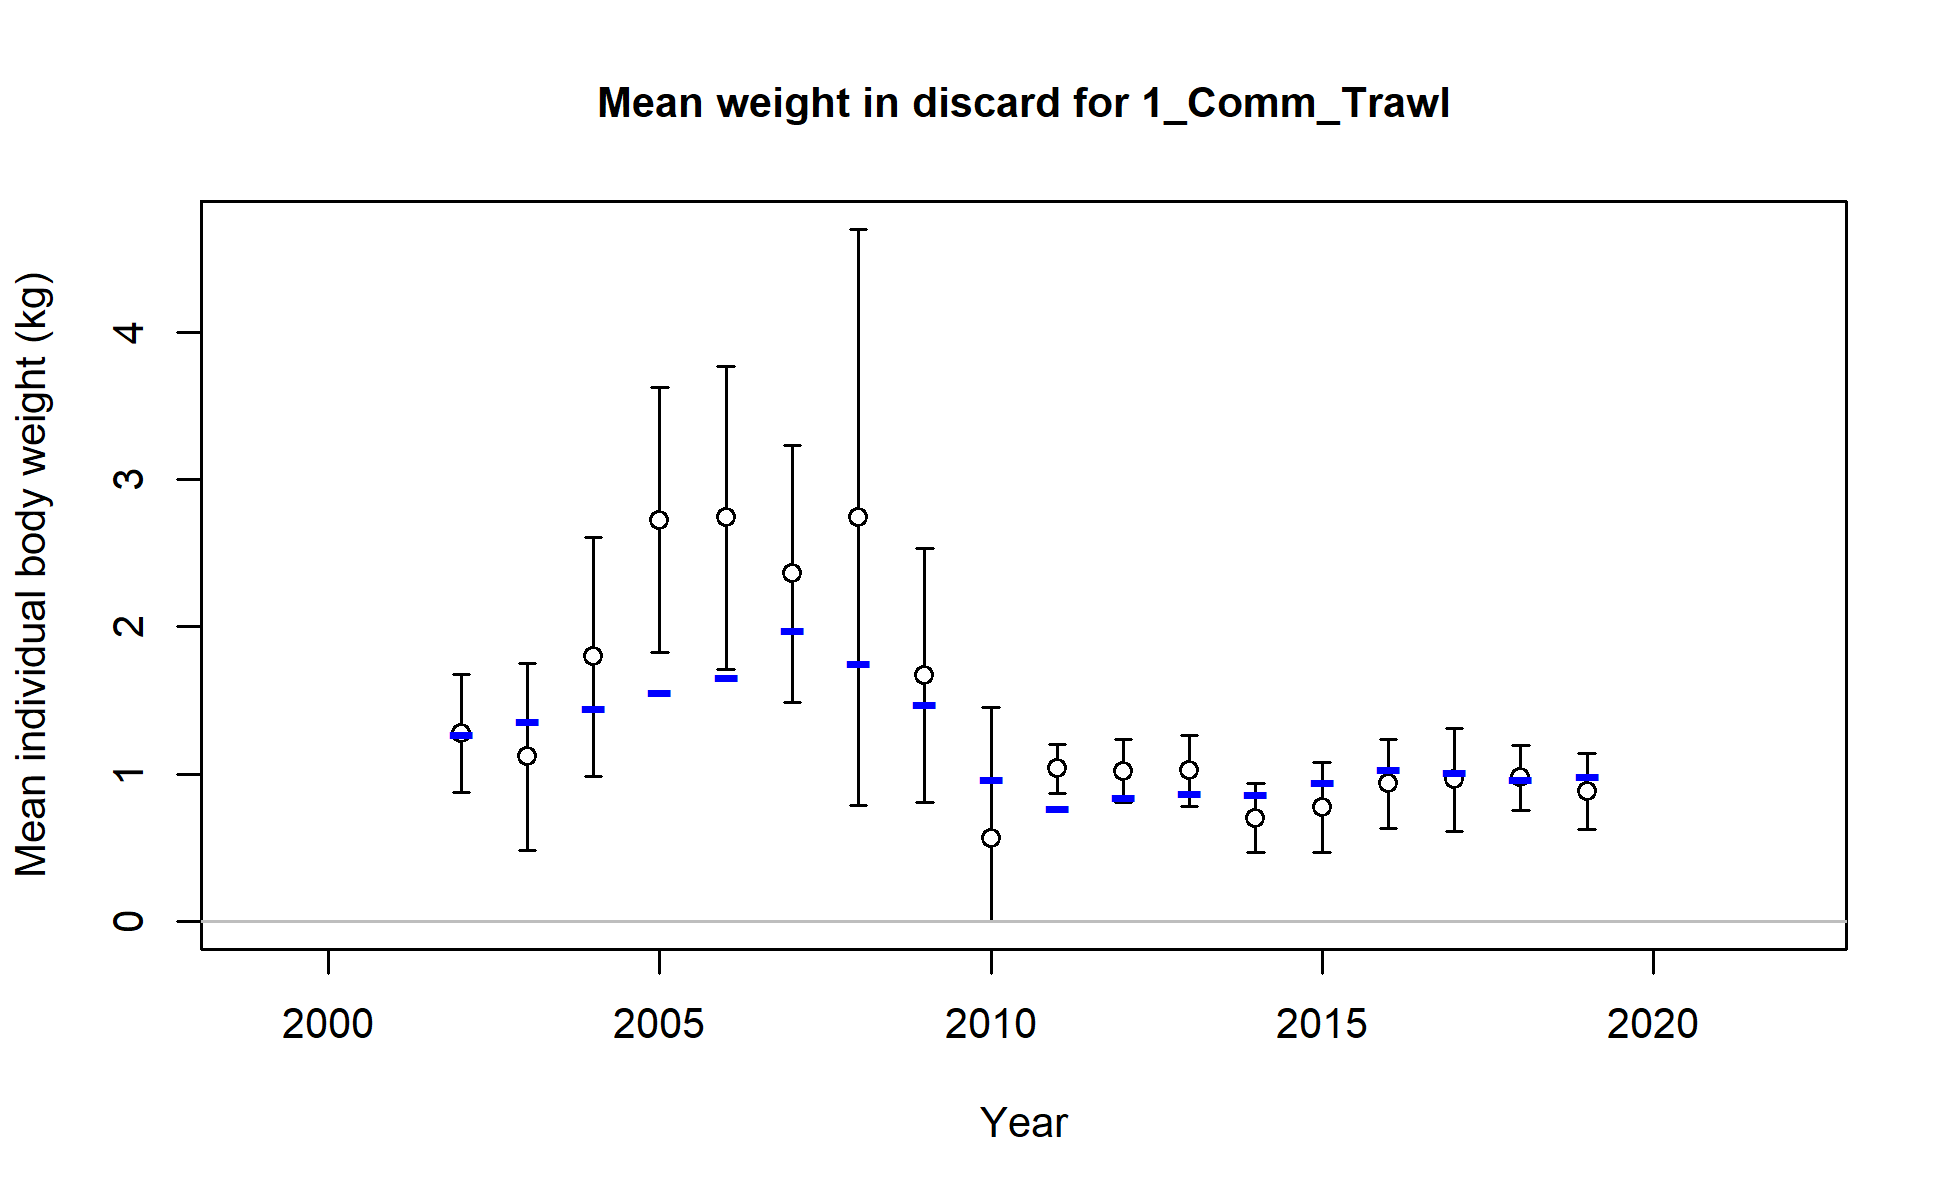 Mean weight in discard for 1_Comm_Trawl
Mean individual body weight (kg)
4
3
2
1
0
2000 2005 2010 2015 2020
Year